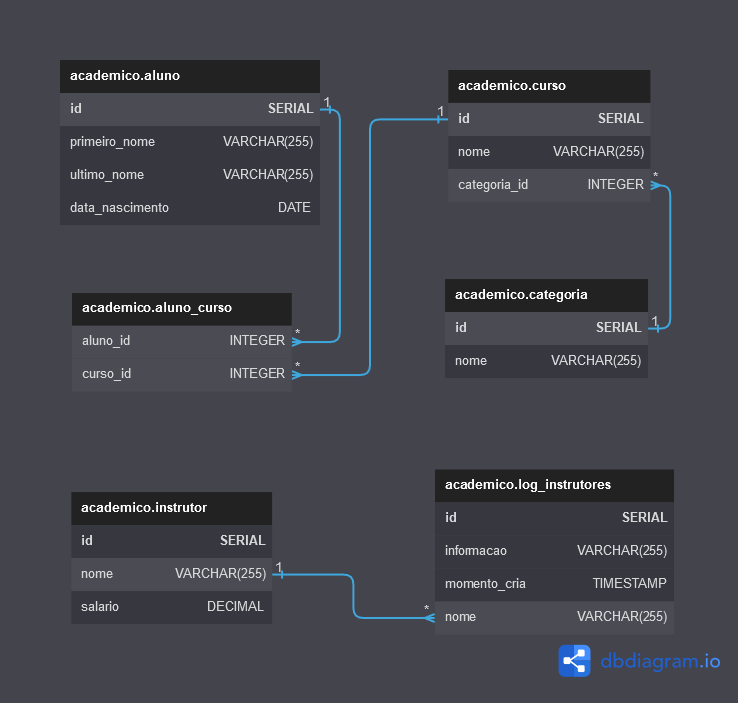 academico.aluno
id SERIAL 1
primeiro_nome VARCHAR(255)
ultimo_nome VARCHAR(255)
data_nascimento DATE
academico.curso
1 id SERIAL
nome VARCHAR(255)
categoria_id INTEGER *
academico.aluno_curso
aluno_id INTEGER *
curso_id INTEGER *
academico.categoria
id SERIAL 1
nome VARCHAR(255)
academico.instrutor
id SERIAL
nome VARCHAR(255) 1
salario DECIMAL
academico.log_instrutores
id SERIAL
informacao VARCHAR(255)
momento_cria TIMESTAMP
* nome VARCHAR(255)
dbdiagram.io